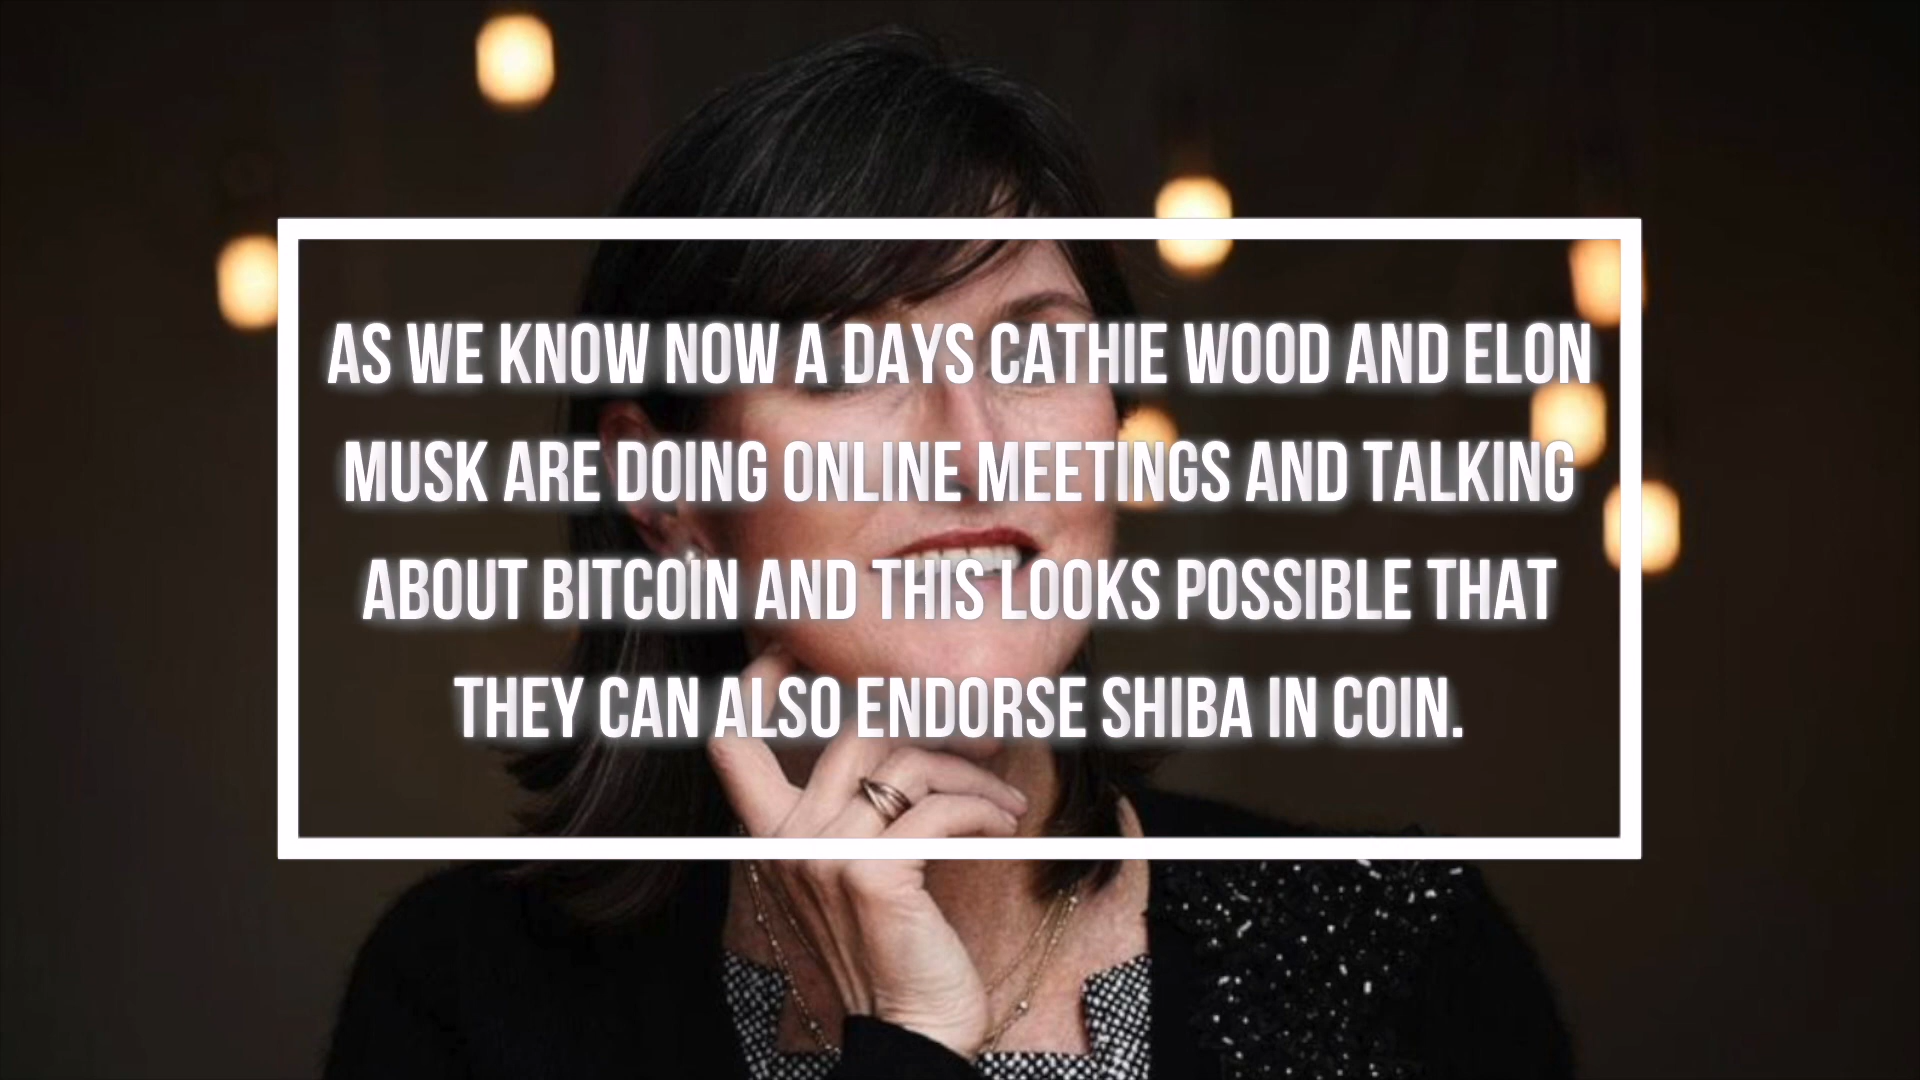 AS WE KNOW NOW A DAYS CATHIE WOOD AND ELON
MUSK ARE DOING ONLINE MEETINGS AND TALKING
ABOUT BITCOIN AND THIS LOOKS POSSIBLE THAT
THEY CAN ALSO ENDORSE SHIBA IN COIN.